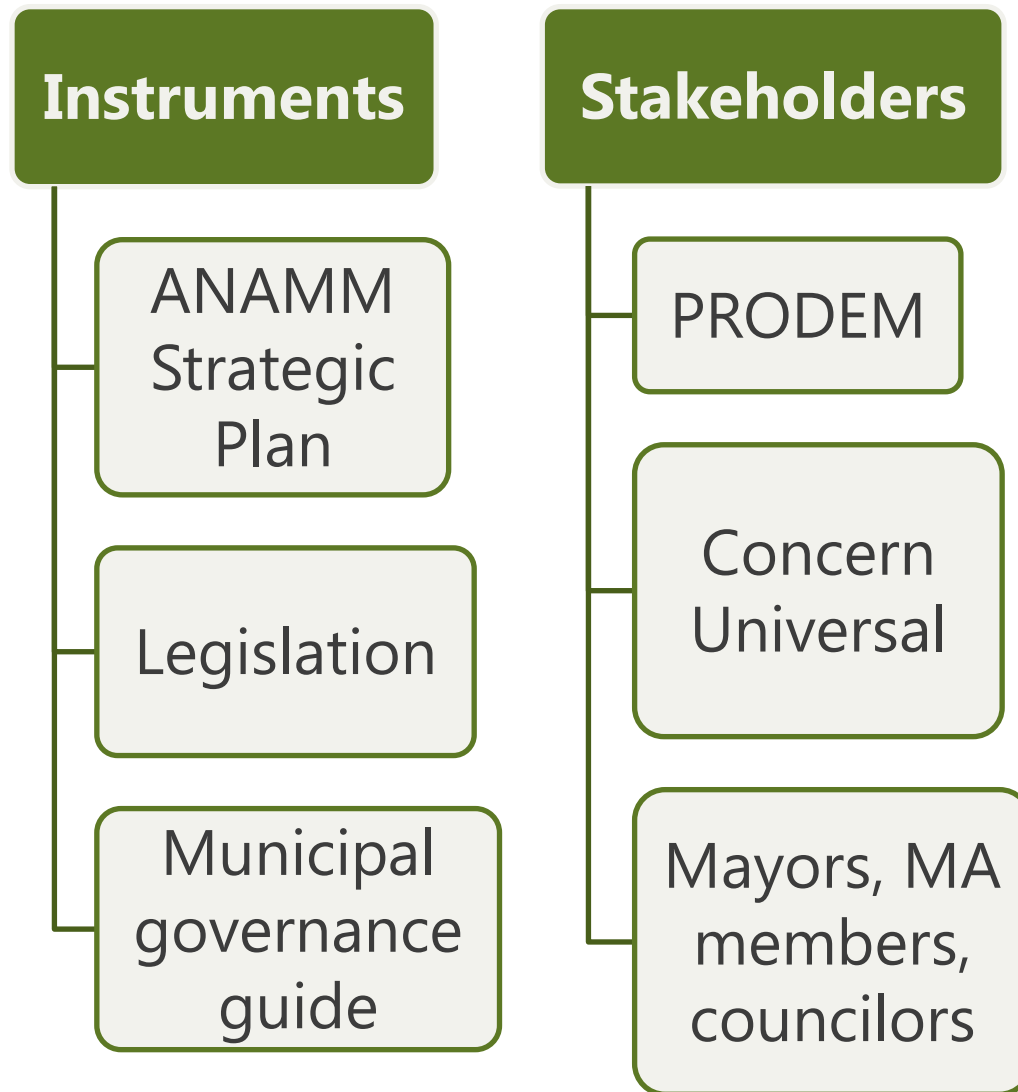 Instruments
ANAMM
Strategic
Plan
Legislation
Municipal
governance
guide
Stakeholders
PRODEM
Concern
Universal
Mayors, MA
members,
councilors